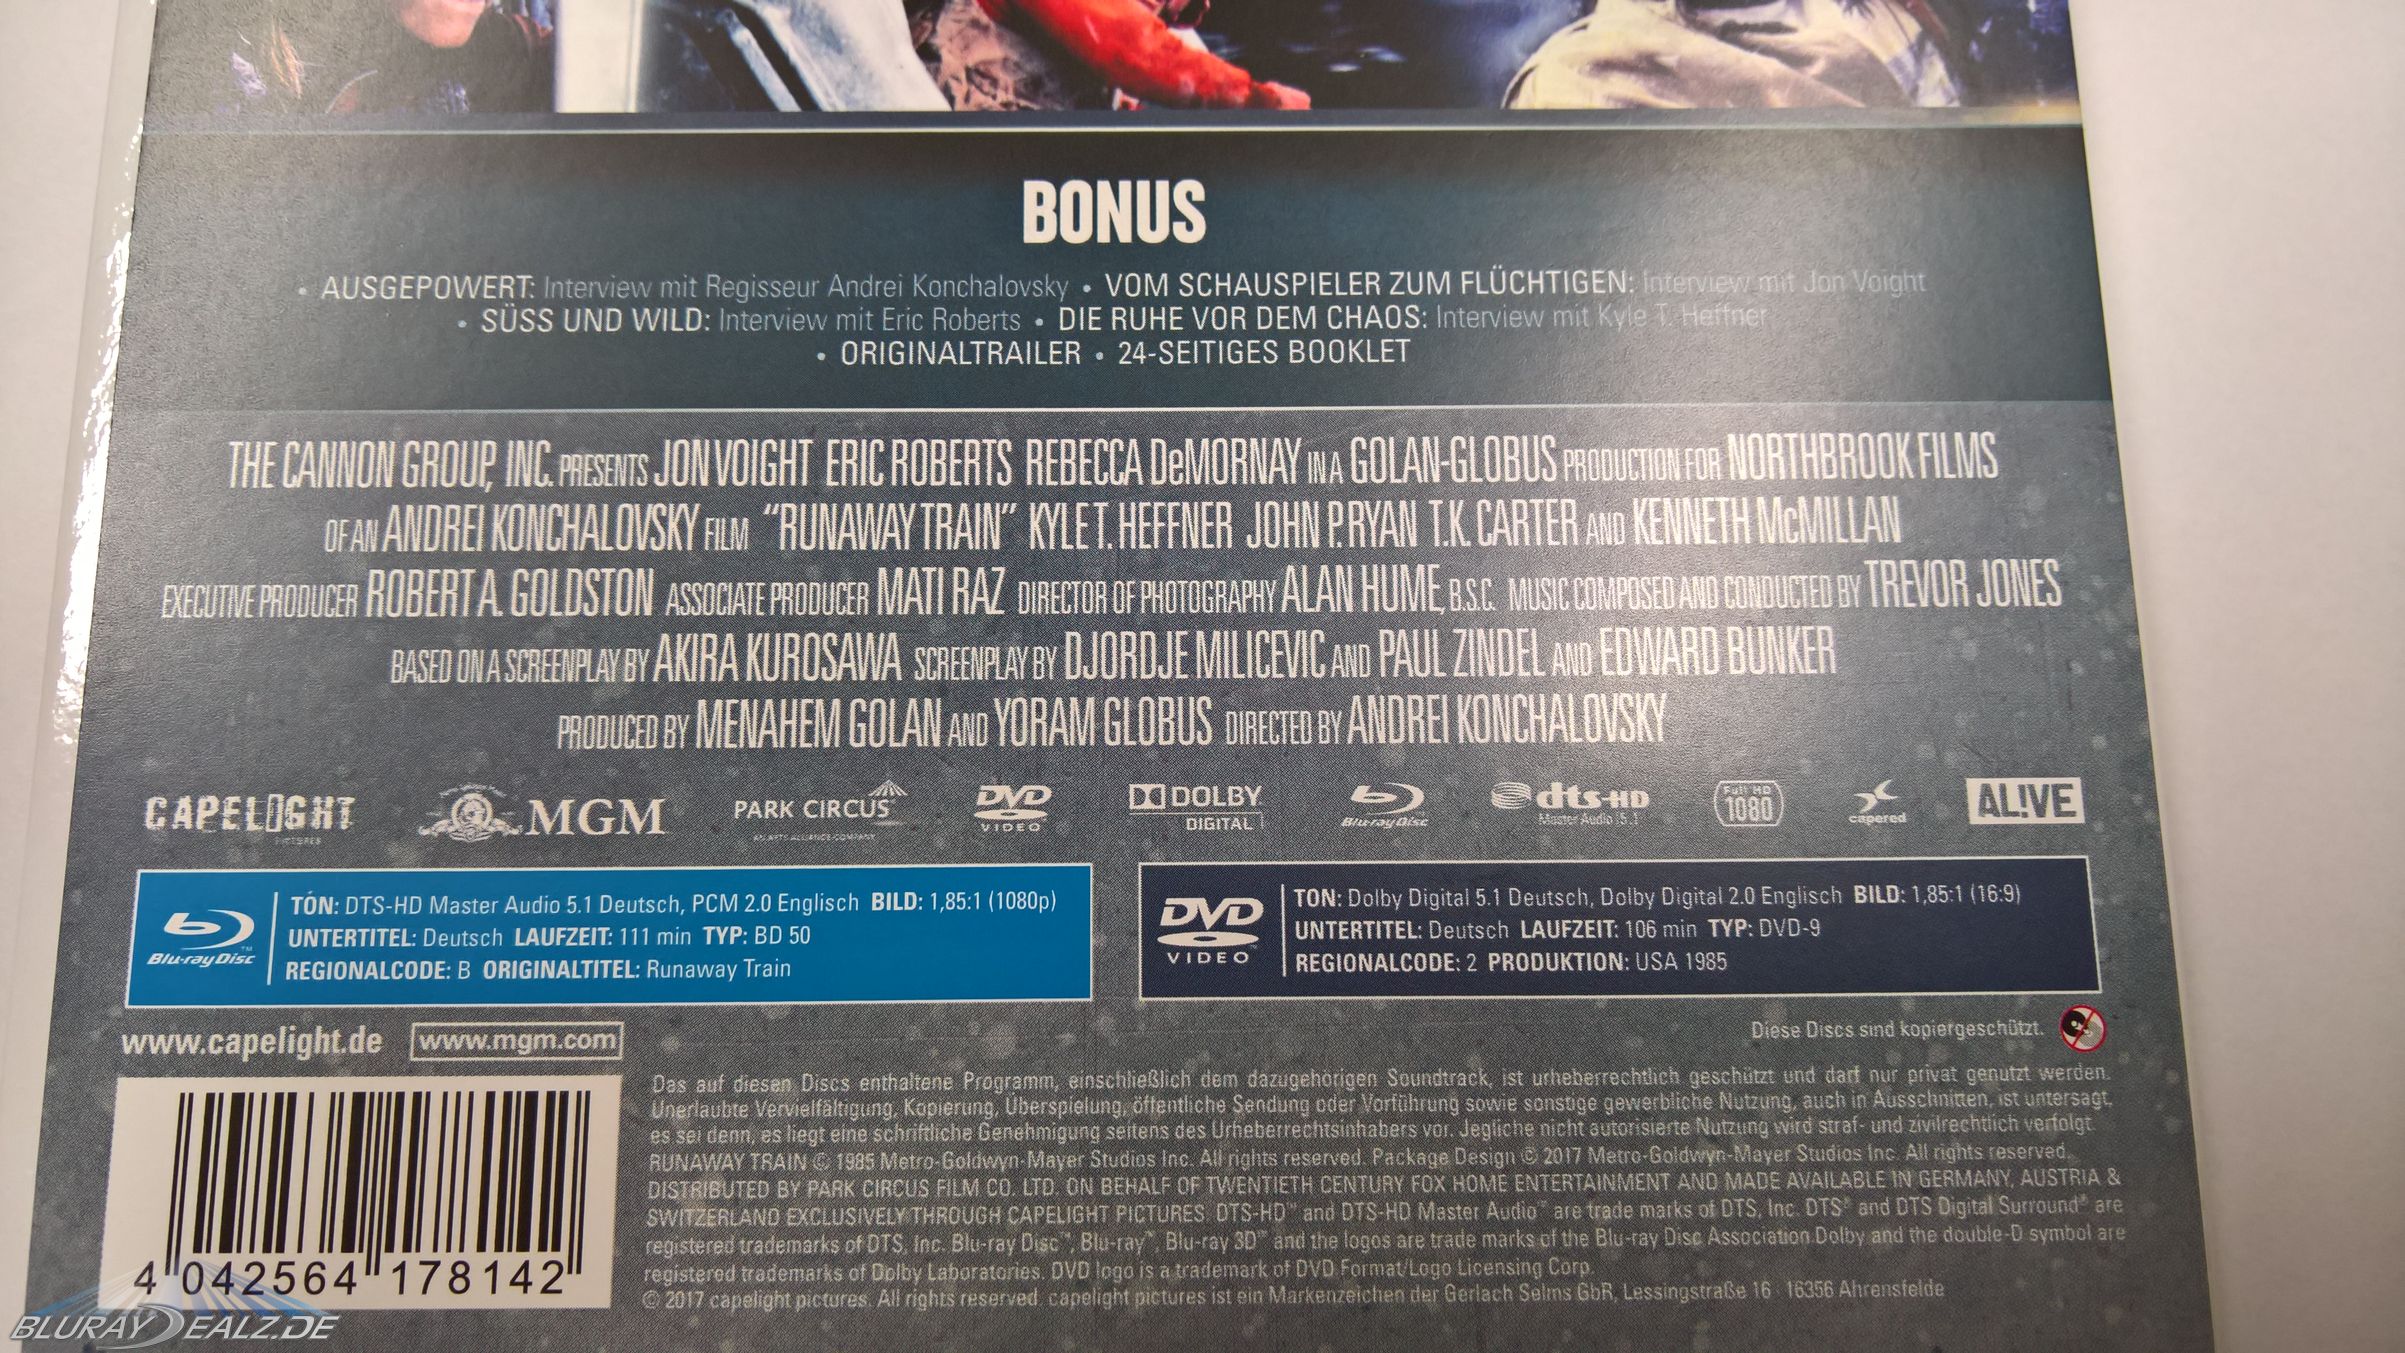 BONUS
• AUSGEPOWERT: Interview mit Regisseur Andrei Konchalovsky • VOM SCHAUSPIELER ZUM FLÜCHTIGEN: Interview mit Jon Voight
• SÜSS UND WILD: Interview mit Eric Roberts • DIE RUHE VOR DEM CHAOS: Interview mit Kyle T. Heffner
• ORIGINALTRAILER • 24-SEITIGES BOOKLET
THE CANNON GROUP, INC. PRESENTS JON VOIGHT ERIC ROBERTS REBECCA DeMORNAY IN A GOLAN-GLOBUS PRODUCTION FOR NORTHBROOK FILMS
OF AN ANDREI KONCHALOVSKY FILM "RUNAWAY TRAIN" KYLE T. HEFFNER JOHN P. RYAN T.K. CARTER AND KENNETH McMILLAN
EXECUTIVE PRODUCER ROBERT A. GOLDSTON ASSOCIATE PRODUCER MATI RAZ DIRECTOR OF PHOTOGRAPHY ALAN HUME, B.S.C. MUSIC COMPOSED AND CONDUCTED BY TREVOR JONES
BASED ON A SCREENPLAY BY AKIRA KUROSAWA SCREENPLAY BY DJORDJE MILICEVIC AND PAUL ZINDEL AND EDWARD BUNKER
PRODUCED BY MENAHEM GOLAN AND YORAM GLOBUS DIRECTED BY ANDREI KONCHALOVSKY
CAPELIGHT PICTURES MGM PARK CIRCUS DVD VIDEO DOLBY DIGITAL Blu-ray Disc dts-HD Master Audio 5.1 Full HD 1080 capered AL!VE
Blu-ray Disc
TON: DTS-HD Master Audio 5.1 Deutsch, PCM 2.0 Englisch BILD: 1,85:1 (1080p)
UNTERTITEL: Deutsch LAUFZEIT: 111 min TYP: BD 50
REGIONALCODE: B ORIGINALTITEL: Runaway Train
DVD VIDEO
TON: Dolby Digital 5.1 Deutsch, Dolby Digital 2.0 Englisch BILD: 1,85:1 (16:9)
UNTERTITEL: Deutsch LAUFZEIT: 106 min TYP: DVD-9
REGIONALCODE: 2 PRODUKTION: USA 1985
www.capelight.de www.mgm.com
Diese Discs sind kopiergeschützt.
Das auf diesen Discs enthaltene Programm, einschließlich dem dazugehörigen Soundtrack, ist urheberrechtlich geschützt und darf nur privat genutzt werden.
Unerlaubte Vervielfältigung, Kopierung, Überspielung, öffentliche Sendung oder Vorführung sowie sonstige gewerbliche Nutzung, auch in Ausschnitten, ist untersagt,
es sei denn, es liegt eine schriftliche Genehmigung seitens des Urheberrechtsinhabers vor. Jegliche nicht autorisierte Nutzung wird straf- und zivilrechtlich verfolgt.
RUNAWAY TRAIN © 1985 Metro-Goldwyn-Mayer Studios Inc. All rights reserved. Package Design © 2017 Metro-Goldwyn-Mayer Studios Inc. All rights reserved.
DISTRIBUTED BY PARK CIRCUS FILM CO. LTD. ON BEHALF OF TWENTIETH CENTURY FOX HOME ENTERTAINMENT AND MADE AVAILABLE IN GERMANY, AUSTRIA &
SWITZERLAND EXCLUSIVELY THROUGH CAPELIGHT PICTURES. DTS-HD™ and DTS-HD Master Audio™ are trade marks of DTS, Inc. DTS® and DTS Digital Surround® are
registered trademarks of DTS, Inc. Blu-ray Disc™, Blu-ray™, Blu-ray 3D™ and the logos are trade marks of the Blu-ray Disc Association.Dolby and the double-D symbol are
registered trademarks of Dolby Laboratories. DVD logo is a trademark of DVD Format/Logo Licensing Corp.
© 2017 capelight pictures. All rights reserved. capelight pictures ist ein Markenzeichen der Gerlach Selms GbR, Lessingstraße 16 · 16356 Ahrensfelde
4 042564 178142
BLURAYDEALZ.DE